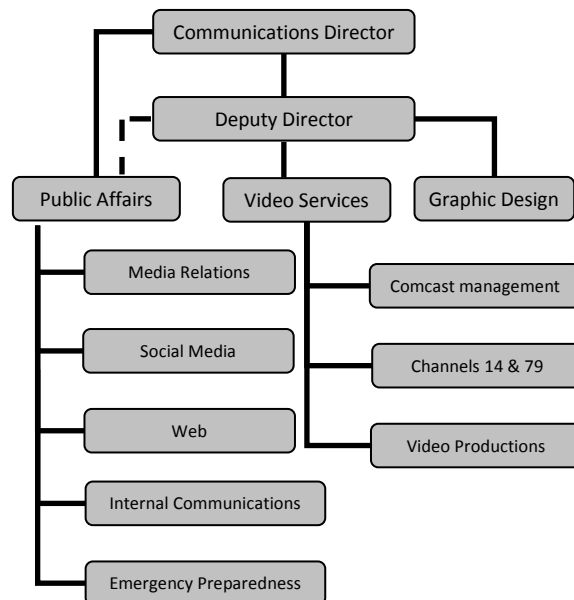 Communications Director
Deputy Director
Public Affairs
Video Services
Graphic Design
Media Relations
Social Media
Web
Internal Communications
Emergency Preparedness
Comcast management
Channels 14 & 79
Video Productions